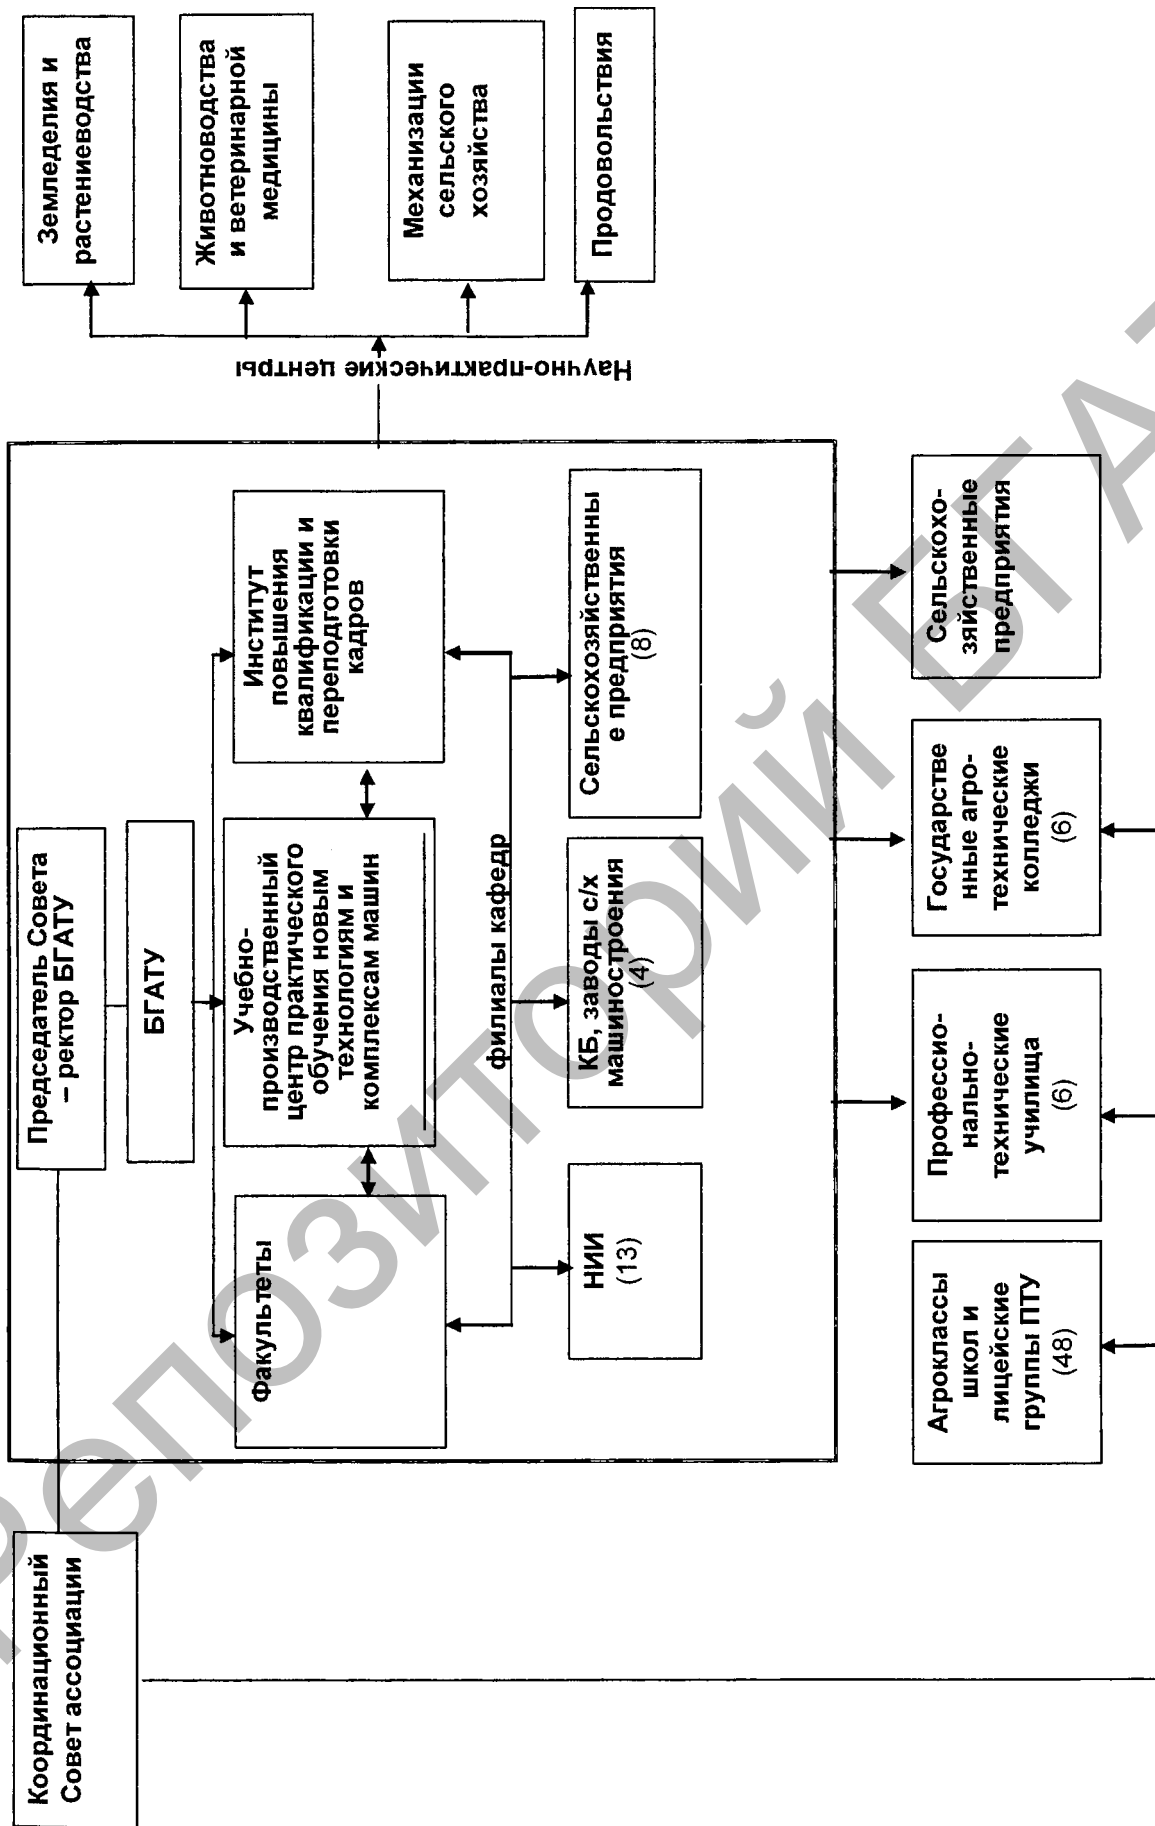 Координационный
Совет ассоциации
Председатель Совета
– ректор БГАТУ
БГАТУ
Факультеты
Учебно-
производственный
центр практического
обучения новым
технологиям и
комплексам машин
Институт
повышения
квалификации и
переподготовки
кадров
филиалы кафедр
НИИ
(13)
КБ, заводы с/х
машиностроения
(4)
Сельскохозяйственны
е предприятия
(8)
Научно-практические центры
Земледелия и
растениеводства
Животноводства
и ветеринарной
медицины
Механизации
сельского
хозяйства
Продовольствия
Агроклассы
школ и
лицейские
группы ПТУ
(48)
Профессио-
нально-
технические
училища
(6)
Государстве
нные агро-
технические
колледжи
(6)
Сельскохо-
зяйственные
предприятия
Репозиторий БГАТ